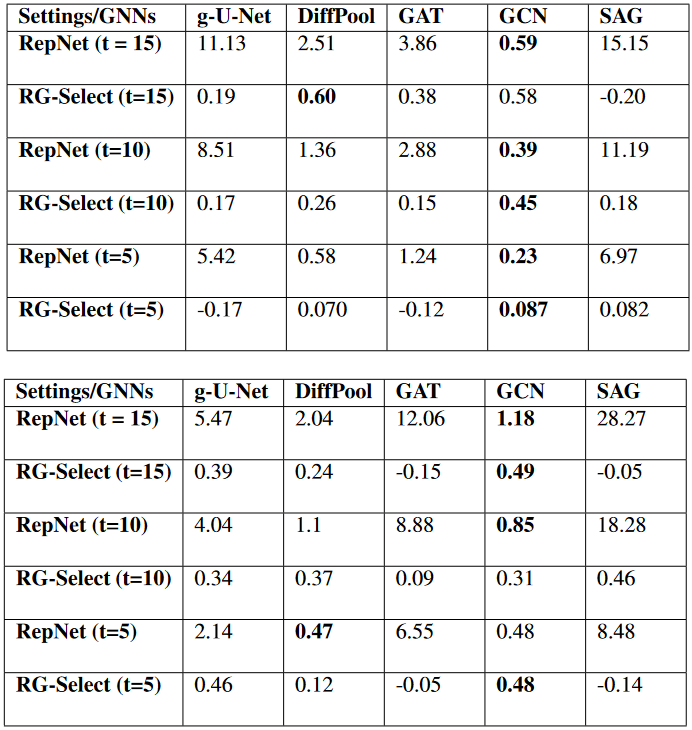 Settings/GNNs g-U-Net DiffPool GAT GCN SAG
RepNet (t = 15) 11.13 2.51 3.86 0.59 15.15
RG-Select (t=15) 0.19 0.60 0.38 0.58 -0.20
RepNet (t=10) 8.51 1.36 2.88 0.39 11.19
RG-Select (t=10) 0.17 0.26 0.15 0.45 0.18
RepNet (t=5) 5.42 0.58 1.24 0.23 6.97
RG-Select (t=5) -0.17 0.070 -0.12 0.087 0.082
Settings/GNNs g-U-Net DiffPool GAT GCN SAG
RepNet (t = 15) 5.47 2.04 12.06 1.18 28.27
RG-Select (t=15) 0.39 0.24 -0.15 0.49 -0.05
RepNet (t=10) 4.04 1.1 8.88 0.85 18.28
RG-Select (t=10) 0.34 0.37 0.09 0.31 0.46
RepNet (t=5) 2.14 0.47 6.55 0.48 8.48
RG-Select (t=5) 0.46 0.12 -0.05 0.48 -0.14